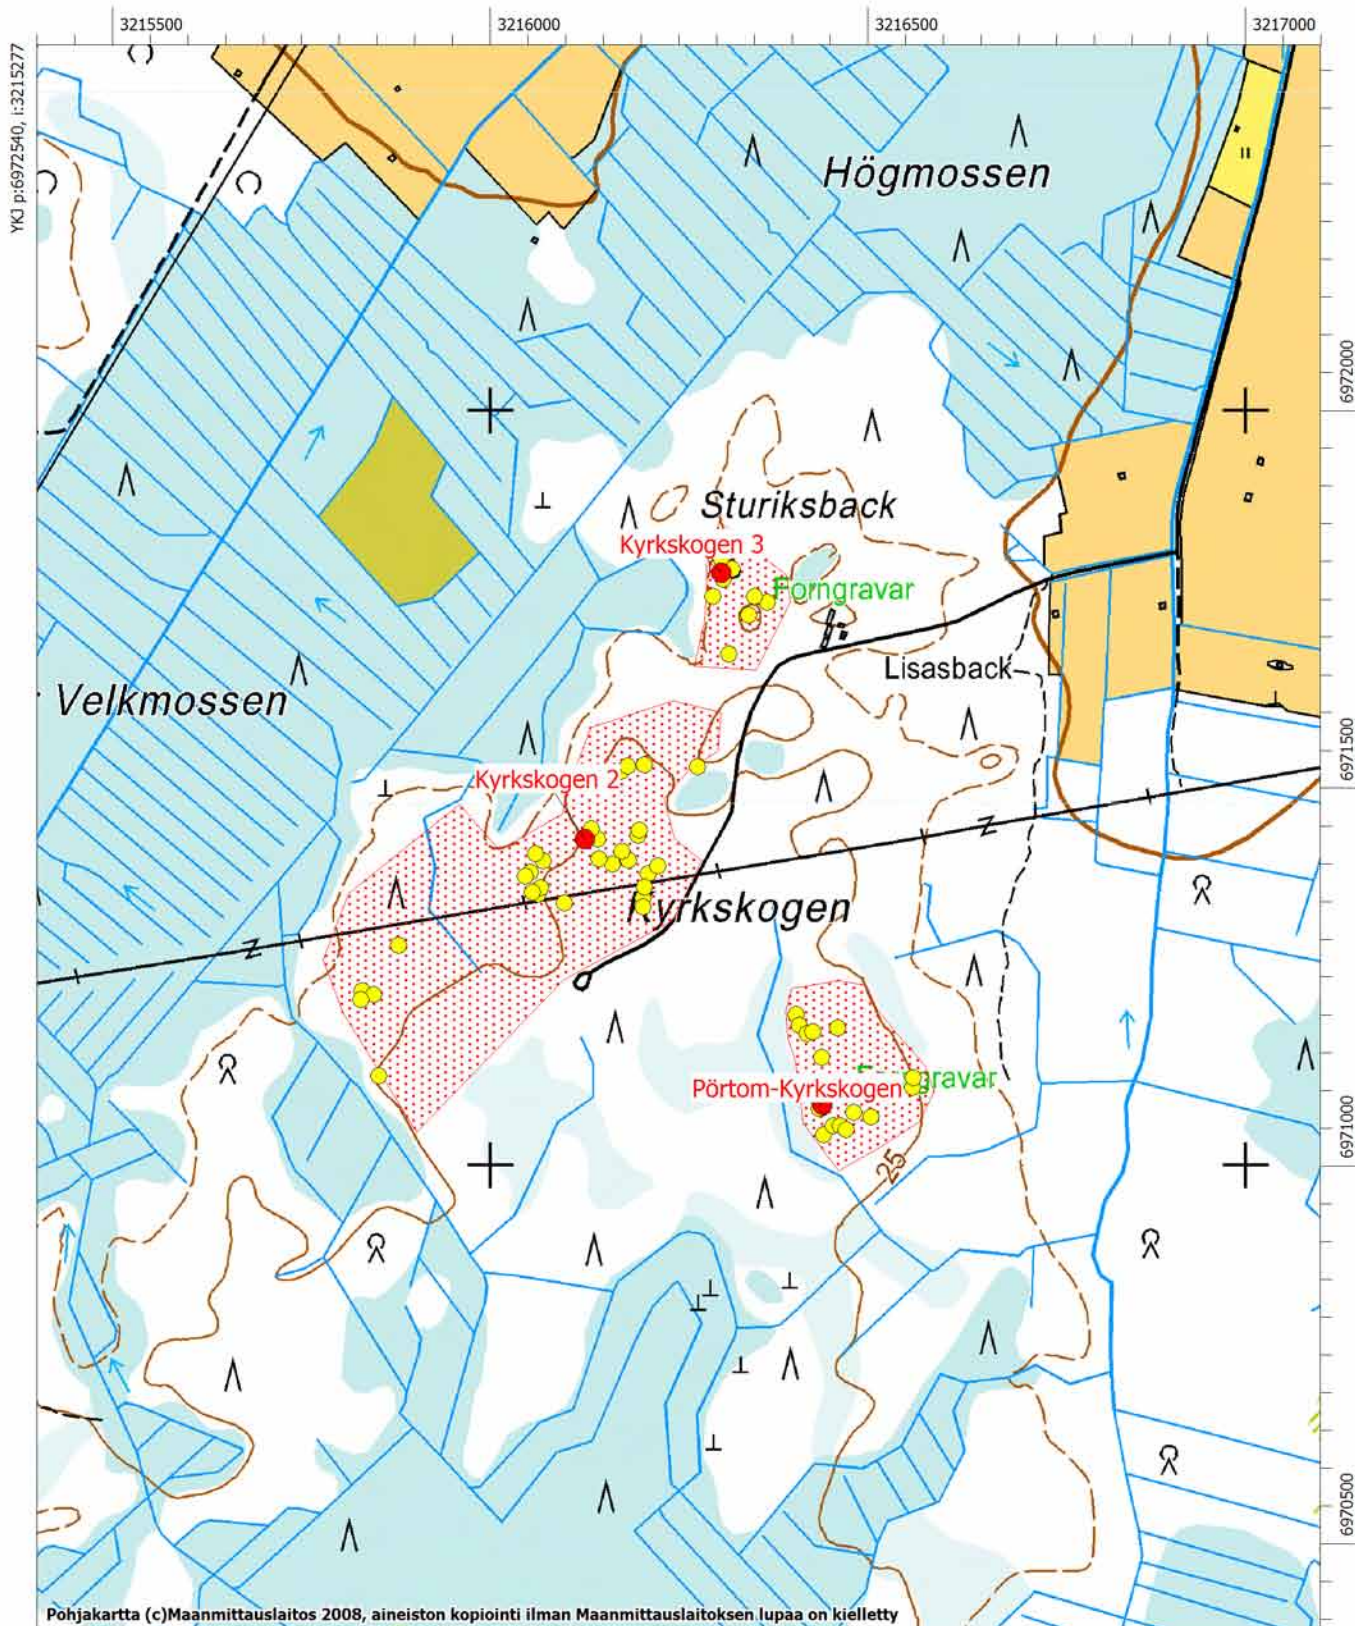 3215500
3216000
3216500
3217000
YKJ p:6972540, i:3215277
Högmossen
6972000
Sturiksback
Kyrkskogen 3
Forngravar
Lisasback
Velkmossen
6971500
Kyrkskogen 2
Z
Z
Kyrkskogen
gravar
Pörtom-Kyrkskogen
6971000
25
6970500
Pohjakartta (c)Maanmittauslaitos 2008, aineiston kopiointi ilman Maanmittauslaitoksen lupaa on kielletty